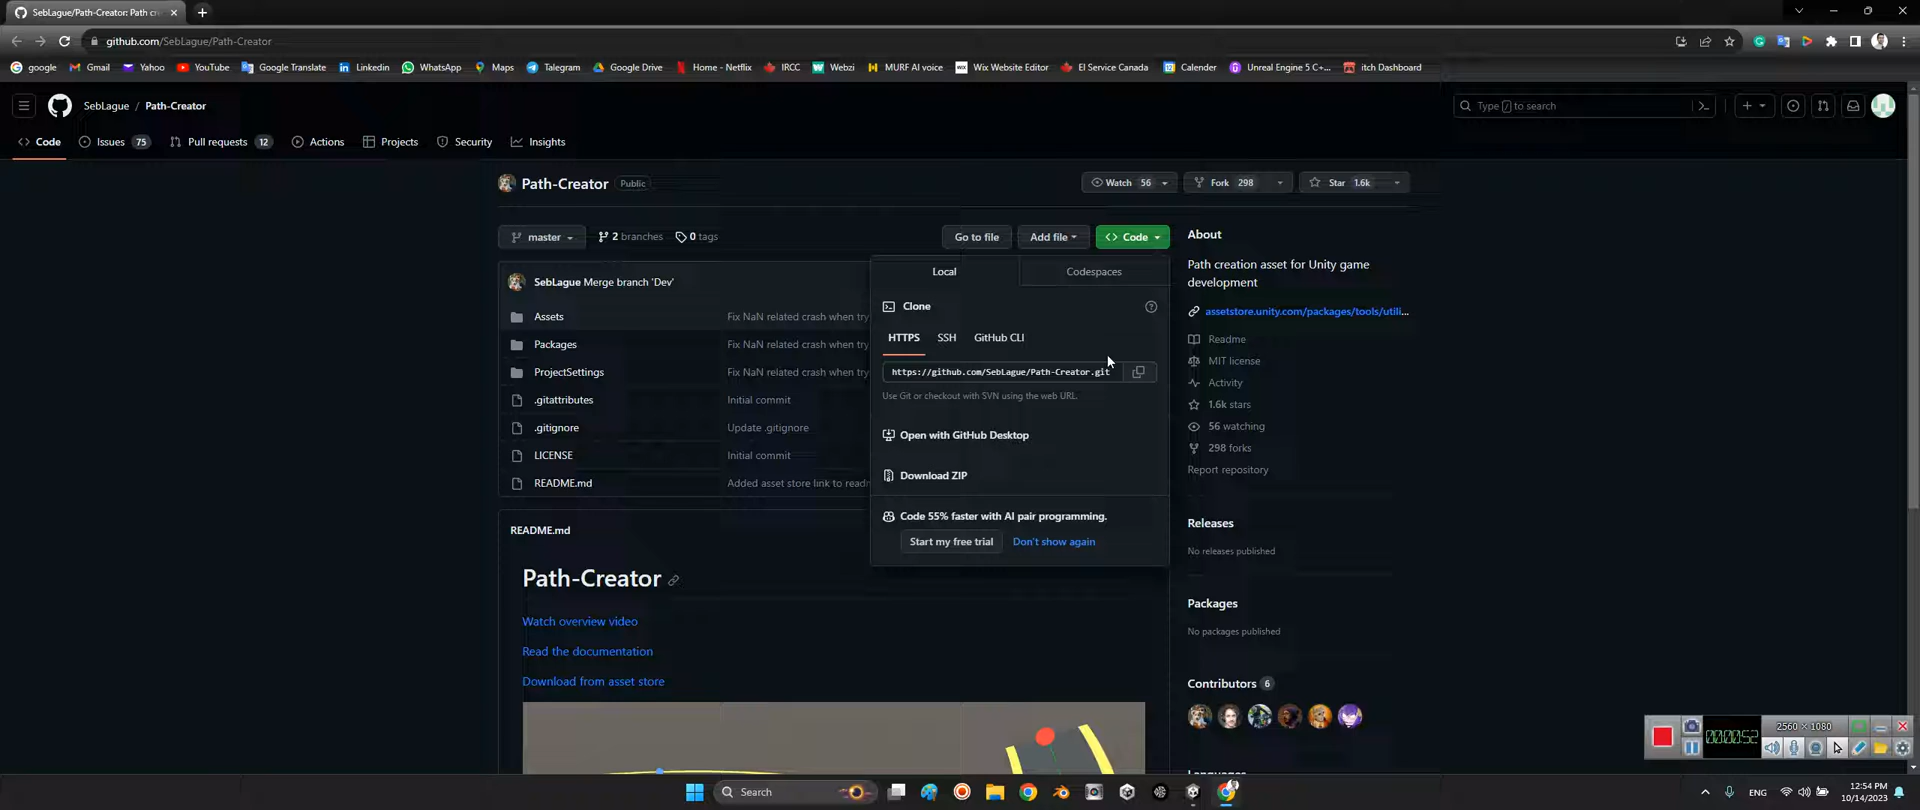 SebLague/Path-Creator: Path cr
github.com/SebLague/Path-Creator
google Gmail Yahoo YouTube Google Translate Linkedin WhatsApp Maps Talegram Google Drive Home - Netflix IRCC Webzi MURF AI voice Wix Website Editor EI Service Canada Calender Unreal Engine 5 C+... itch Dashboard
SebLague / Path-Creator
Type / to search
Code Issues 75 Pull requests 12 Actions Projects Security Insights
Path-Creator Public
Watch 56 Fork 298 Star 1.6k
master 2 branches 0 tags Go to file Add file Code
About
Path creation asset for Unity game
development
assetstore.unity.com/packages/tools/utili...
Readme
MIT license
Activity
1.6k stars
56 watching
298 forks
Report repository
Local Codespaces
Clone
HTTPS SSH GitHub CLI
https://github.com/SebLague/Path-Creator.git
Use Git or checkout with SVN using the web URL.
Open with GitHub Desktop
Download ZIP
Code 55% faster with AI pair programming.
Start my free trial Don't show again
SebLague Merge branch 'Dev'
Assets Fix NaN related crash when try
Packages Fix NaN related crash when try
ProjectSettings Fix NaN related crash when try
.gitattributes Initial commit
.gitignore Update .gitignore
LICENSE Initial commit
README.md Added asset store link to readm
README.md
Path-Creator
Watch overview video
Read the documentation
Download from asset store
Releases
No releases published
Packages
No packages published
Contributors 6
2560 × 1080
00:00:52
Search
ENG
12:54 PM
10/14/2023